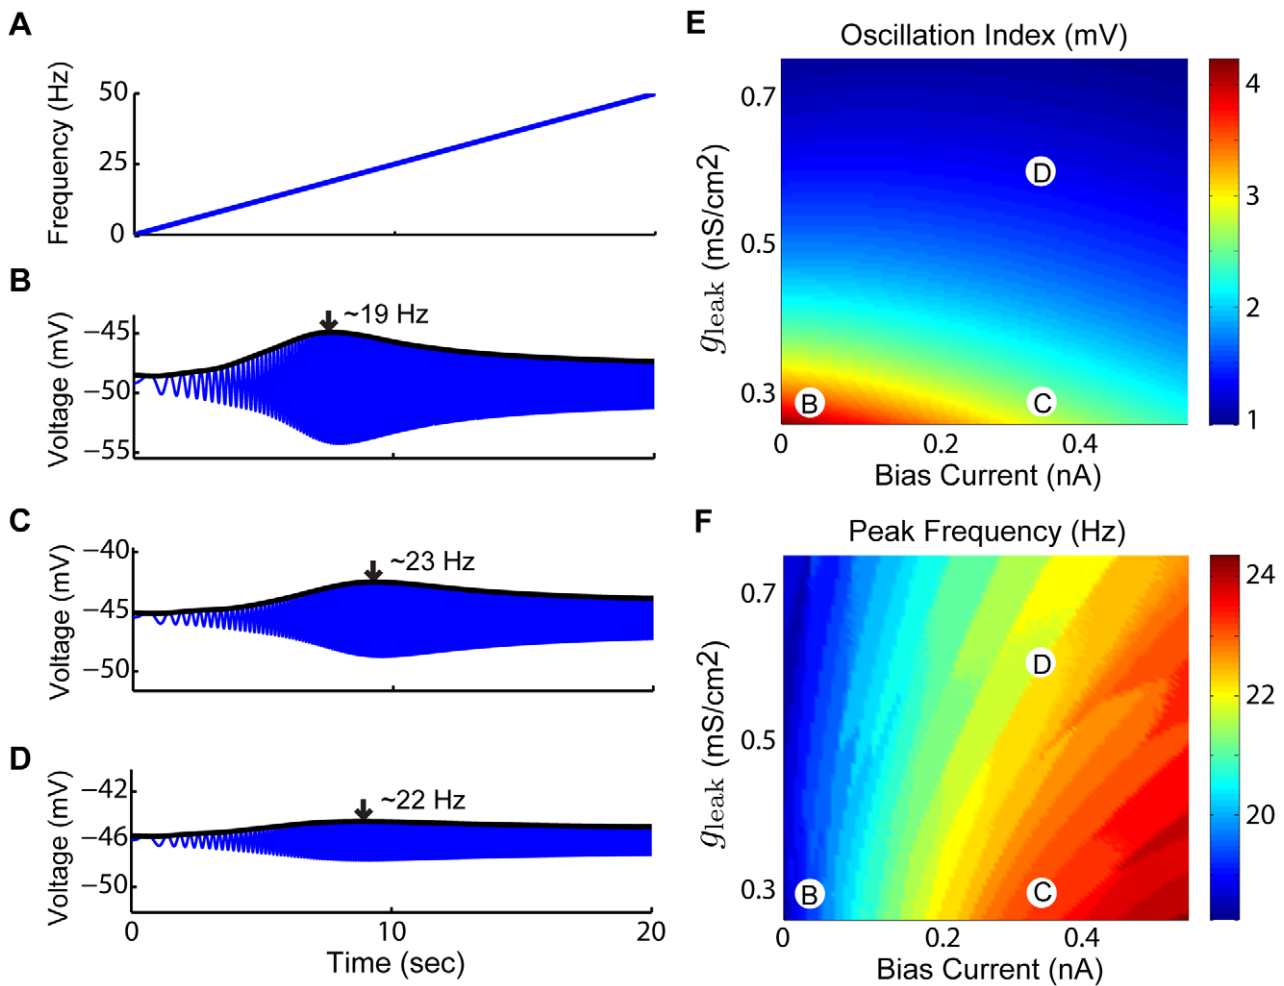 A
Frequency (Hz)
50
25
0
B
Voltage (mV)
−45
−50
−55
~19 Hz
C
Voltage (mV)
−40
−45
−50
~23 Hz
D
Voltage (mV)
−42
−46
−50
~22 Hz
0
10
20
Time (sec)
E
Oscillation Index (mV)
gleak (mS/cm2)
0.7
0.5
0.3
D
B
C
0
0.2
0.4
Bias Current (nA)
4
3
2
1
F
Peak Frequency (Hz)
gleak (mS/cm2)
0.7
0.5
0.3
D
B
C
0
0.2
0.4
Bias Current (nA)
24
22
20